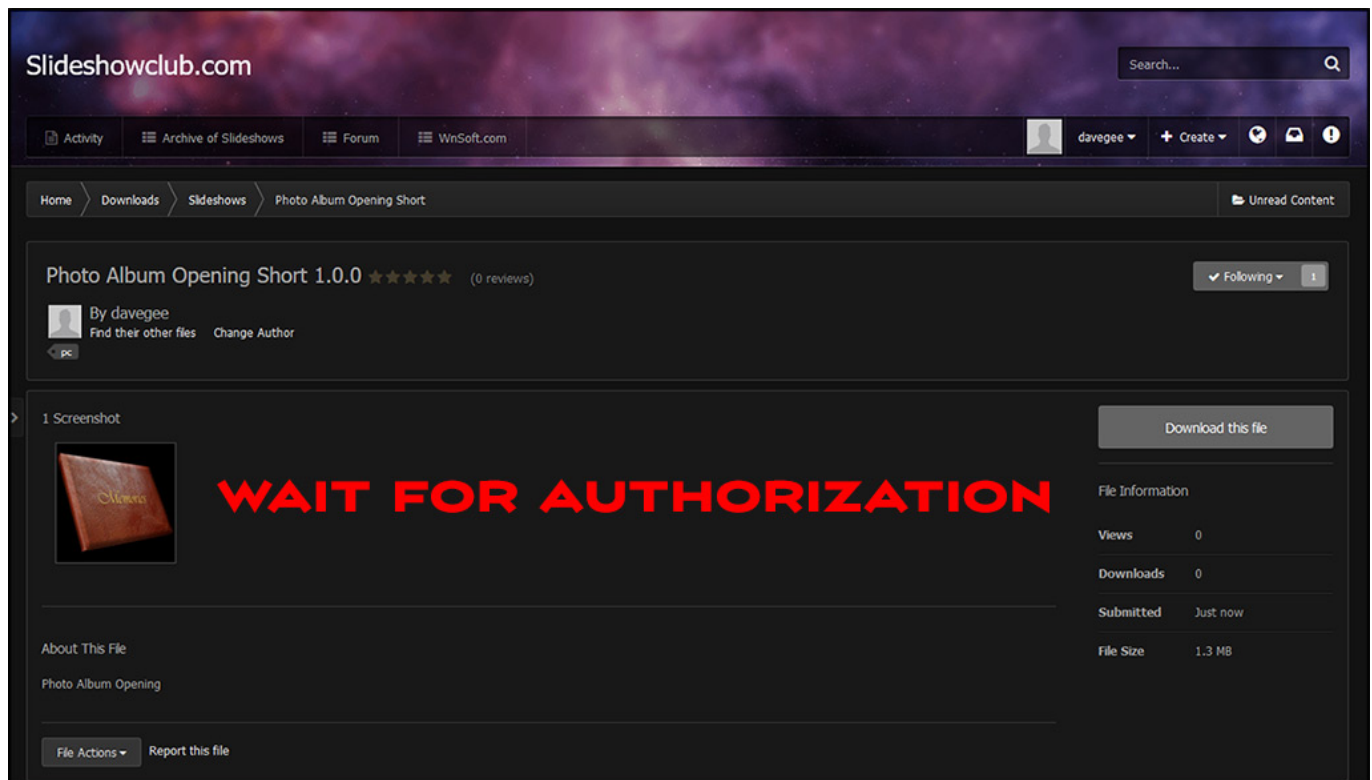 Slideshowclub.com
Search...
Activity Archive of Slideshows Forum WnSoft.com davegee Create
Home Downloads Slideshows Photo Album Opening Short Unread Content
Photo Album Opening Short 1.0.0 (0 reviews) Following 1
By davegee
Find their other files Change Author
pc
1 Screenshot
Download this file
Memories
WAIT FOR AUTHORIZATION
File Information
Views 0
Downloads 0
Submitted Just now
About This File
File Size 1.3 MB
Photo Album Opening
File Actions Report this file